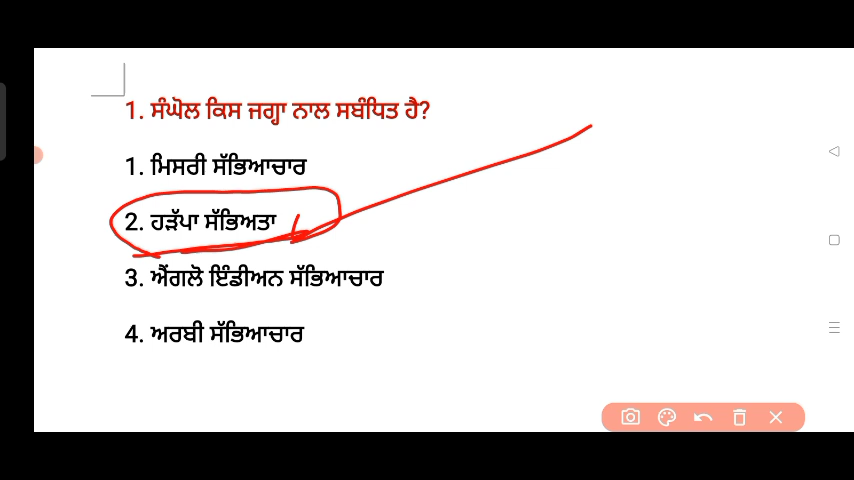 1. ਸੰਘੋਲ ਕਿਸ ਜਗ੍ਹਾ ਨਾਲ ਸਬੰਧਿਤ ਹੈ?
1. ਮਿਸਰੀ ਸੱਭਿਆਚਾਰ
2. ਹੜੱਪਾ ਸੱਭਿਅਤਾ
3. ਐਂਗਲੋ ਇੰਡੀਅਨ ਸੱਭਿਆਚਾਰ
4. ਅਰਬੀ ਸੱਭਿਆਚਾਰ